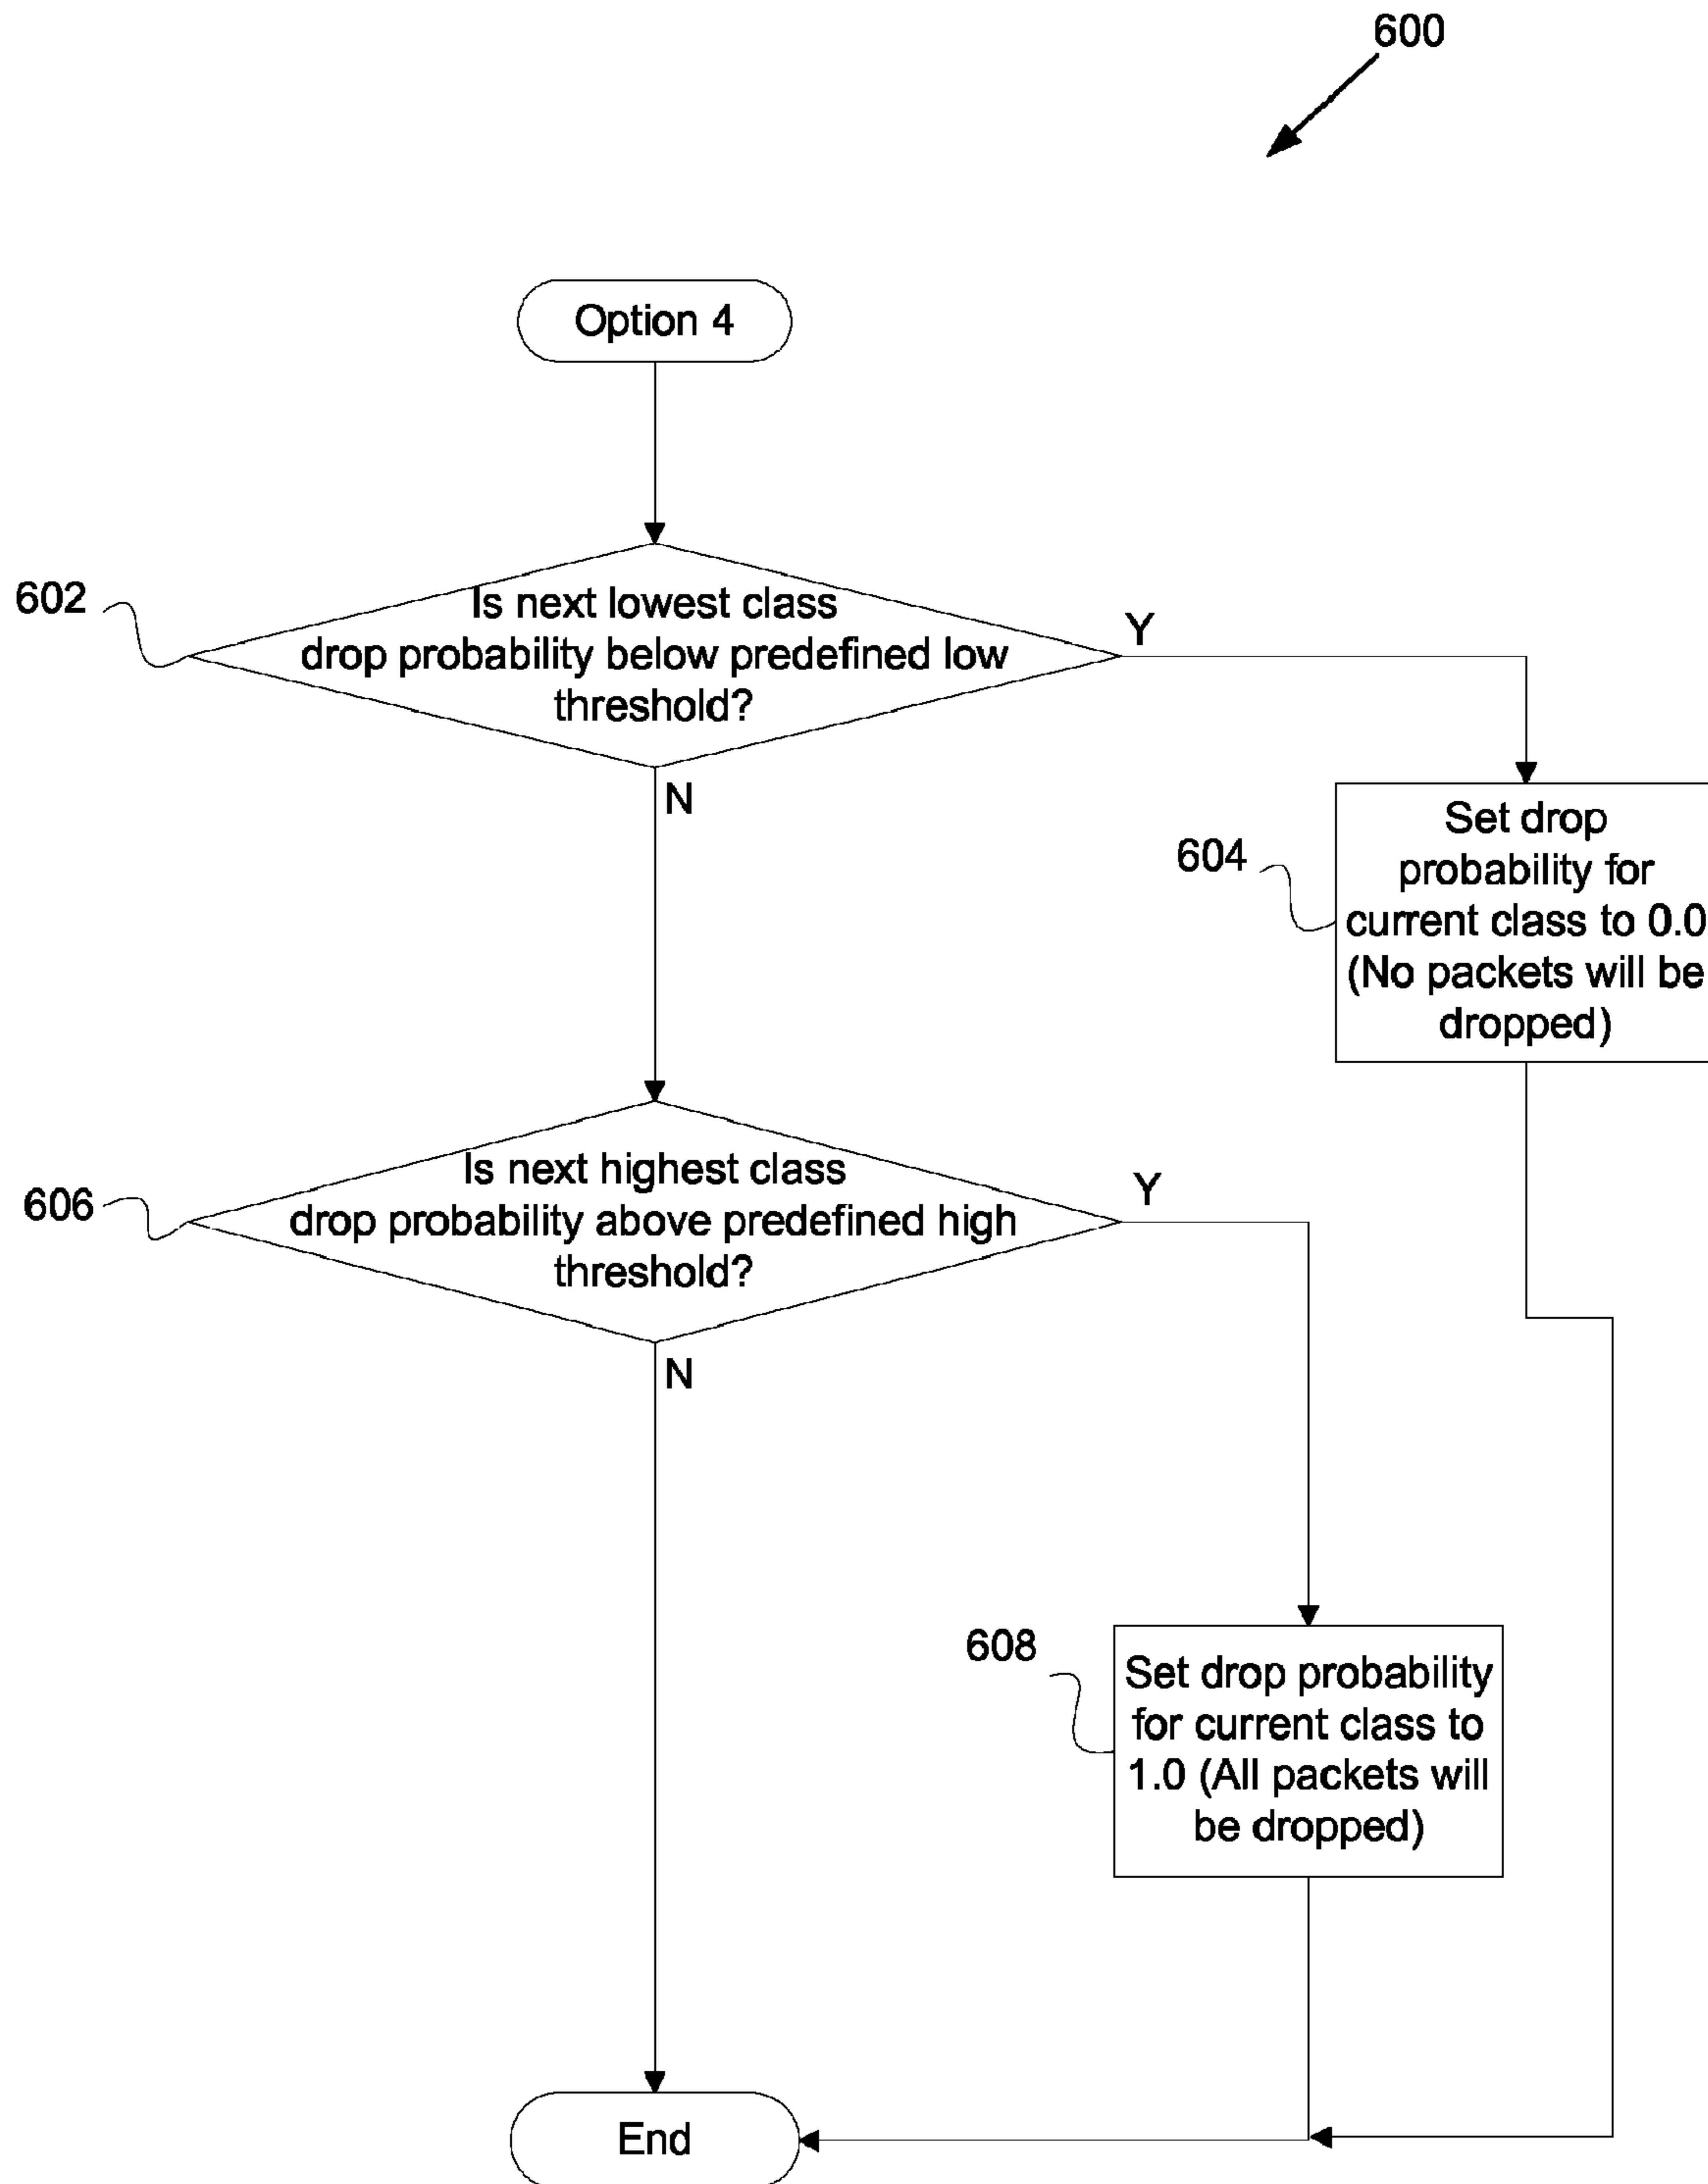 600
Option 4
602
Is next lowest class
drop probability below predefined low
threshold?
Y
N
604
Set drop
probability for
current class to 0.0
(No packets will be
dropped)
606
Is next highest class
drop probability above predefined high
threshold?
Y
N
608
Set drop probability
for current class to
1.0 (All packets will
be dropped)
End